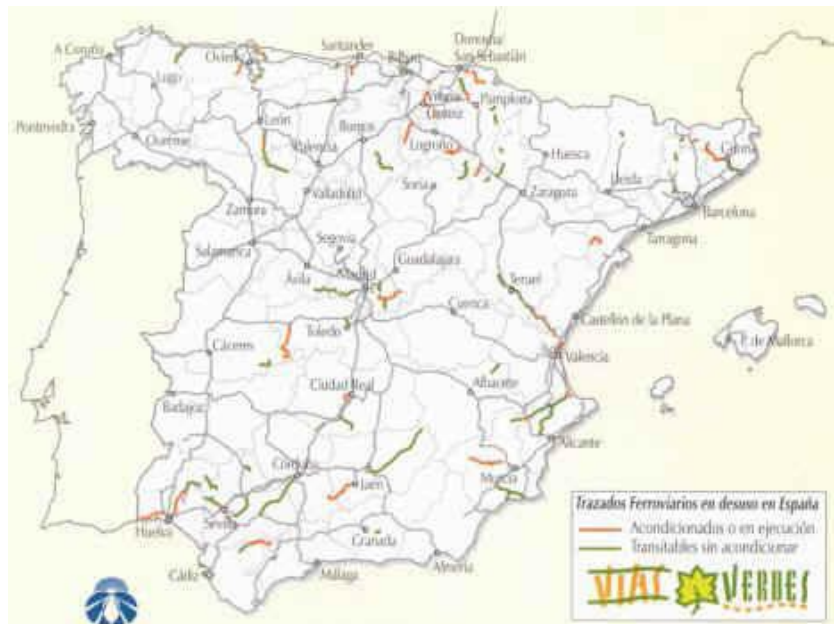 A Coruña
Lugo
Oviedo
Santander
Bilbao
Donostia/
San Sebastián
Pontevedra
Ourense
León
Palencia
Burgos
Logroño
Pamplona
Huesca
Lleida
Girona
Barcelona
Tarragona
Zaragoza
Soria
Valladolid
Zamora
Salamanca
Segovia
Ávila
Madrid
Guadalajara
Teruel
Cuenca
Castellón de la Plana
P. de Mallorca
Valencia
Toledo
Cáceres
Badajoz
Ciudad Real
Albacete
Alicante
Murcia
Córdoba
Jaén
Sevilla
Huelva
Granada
Almería
Málaga
Cádiz
Trazados Ferroviarios en desuso en España
Acondicionados o en ejecución
Transitables sin acondicionar
VÍAS VERDES